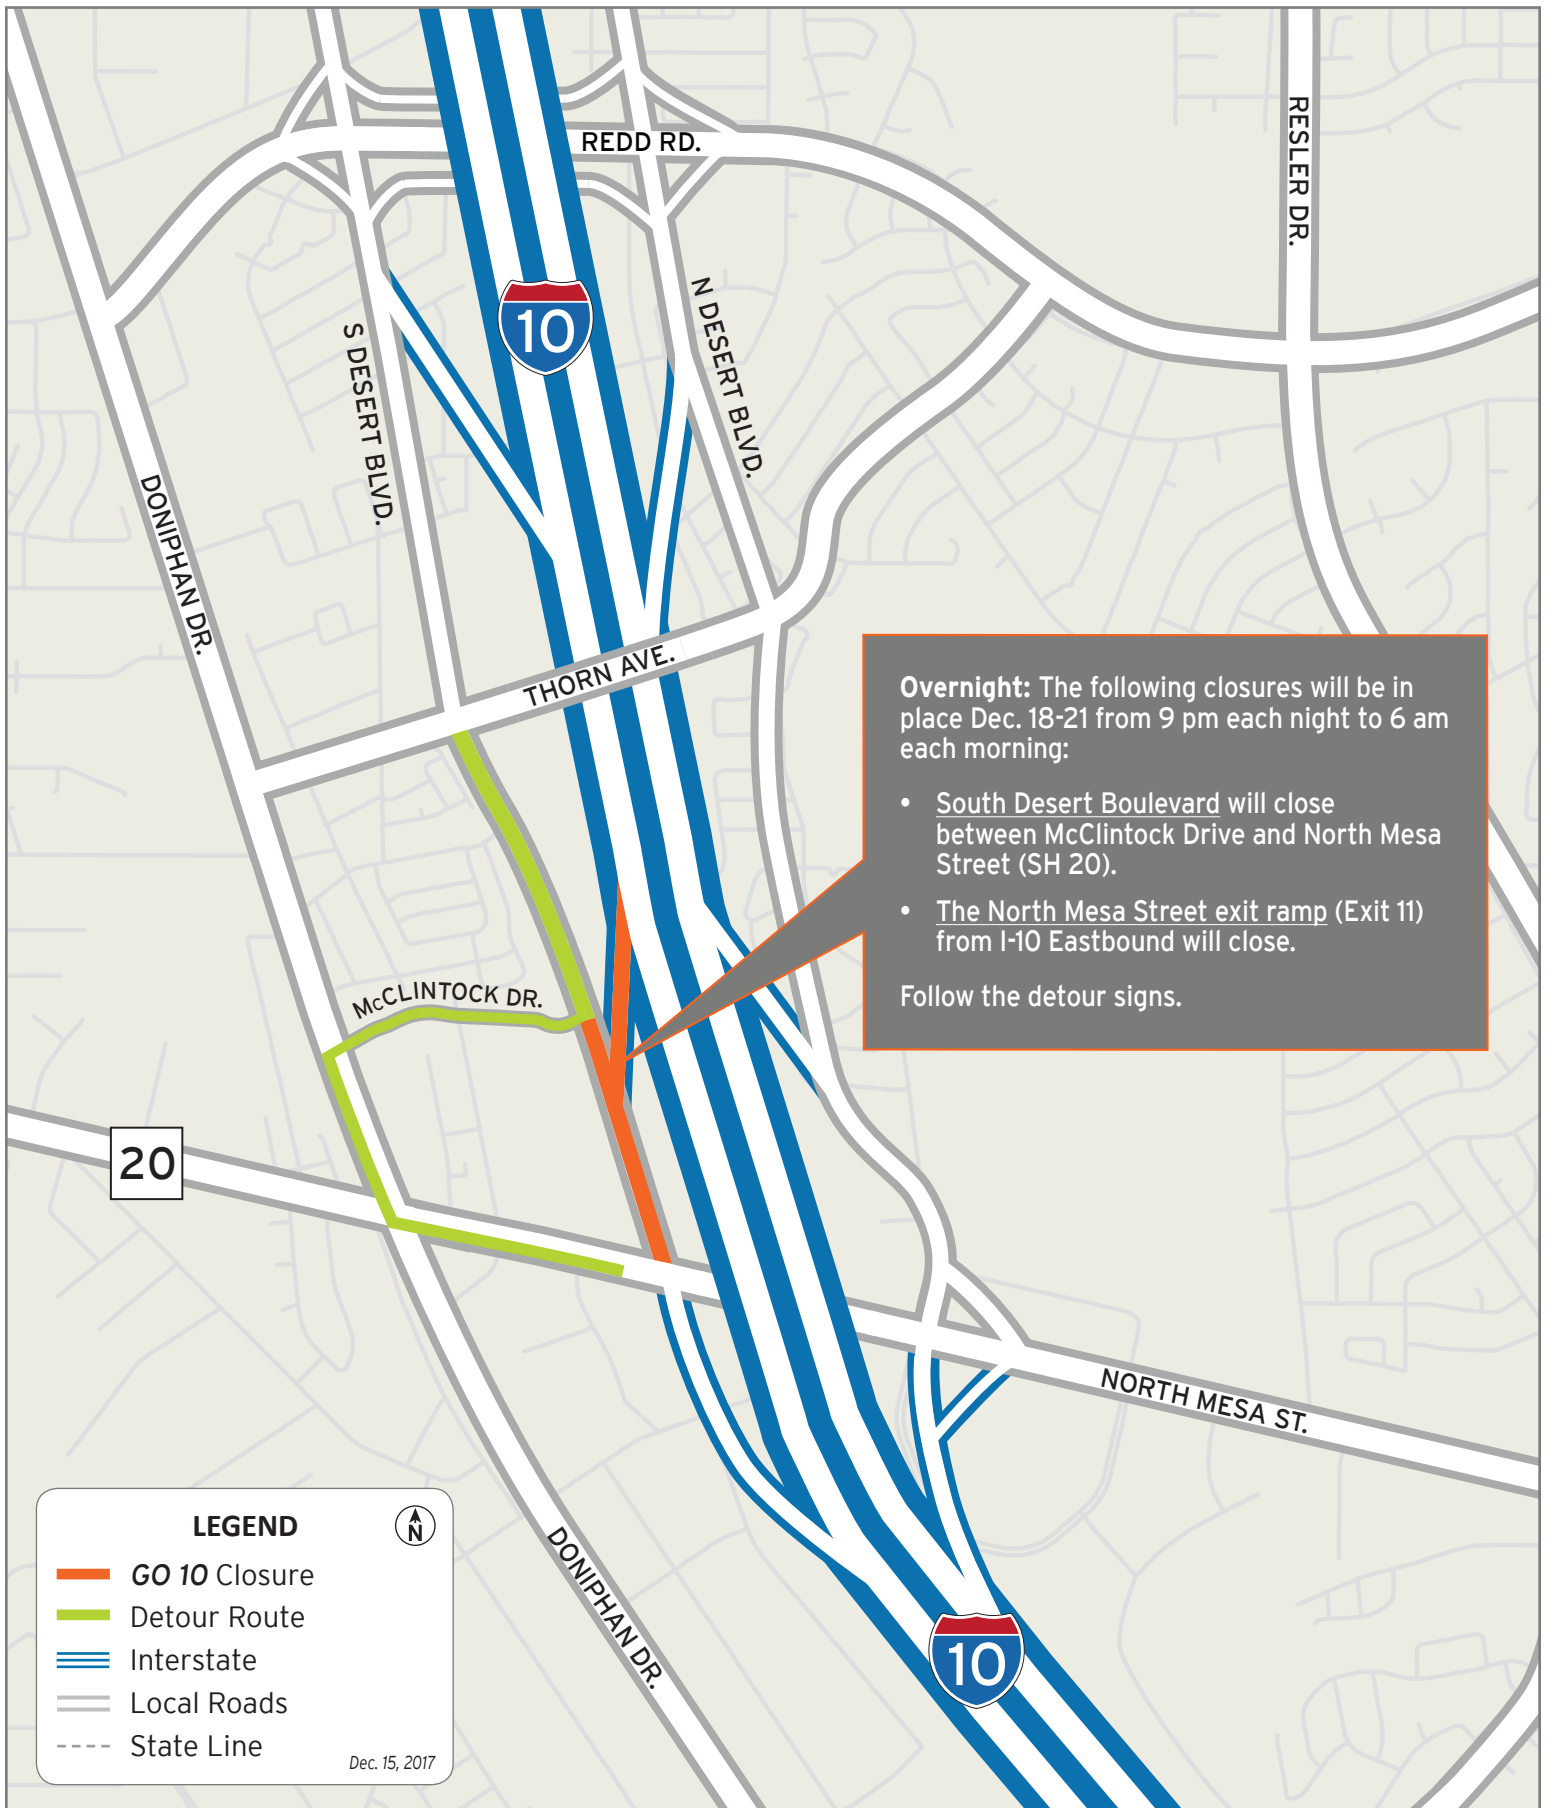 REDD RD.
RESLER DR.
10
N DESERT BLVD.
S DESERT BLVD.
DONIPHAN DR.
THORN AVE.
Overnight: The following closures will be in
place Dec. 18-21 from 9 pm each night to 6 am
each morning:
• South Desert Boulevard will close
between McClintock Drive and North Mesa
Street (SH 20).
• The North Mesa Street exit ramp (Exit 11)
from I-10 Eastbound will close.
Follow the detour signs.
McCLINTOCK DR.
20
NORTH MESA ST.
DONIPHAN DR.
10
LEGEND
N
GO 10 Closure
Detour Route
Interstate
Local Roads
State Line
Dec. 15, 2017